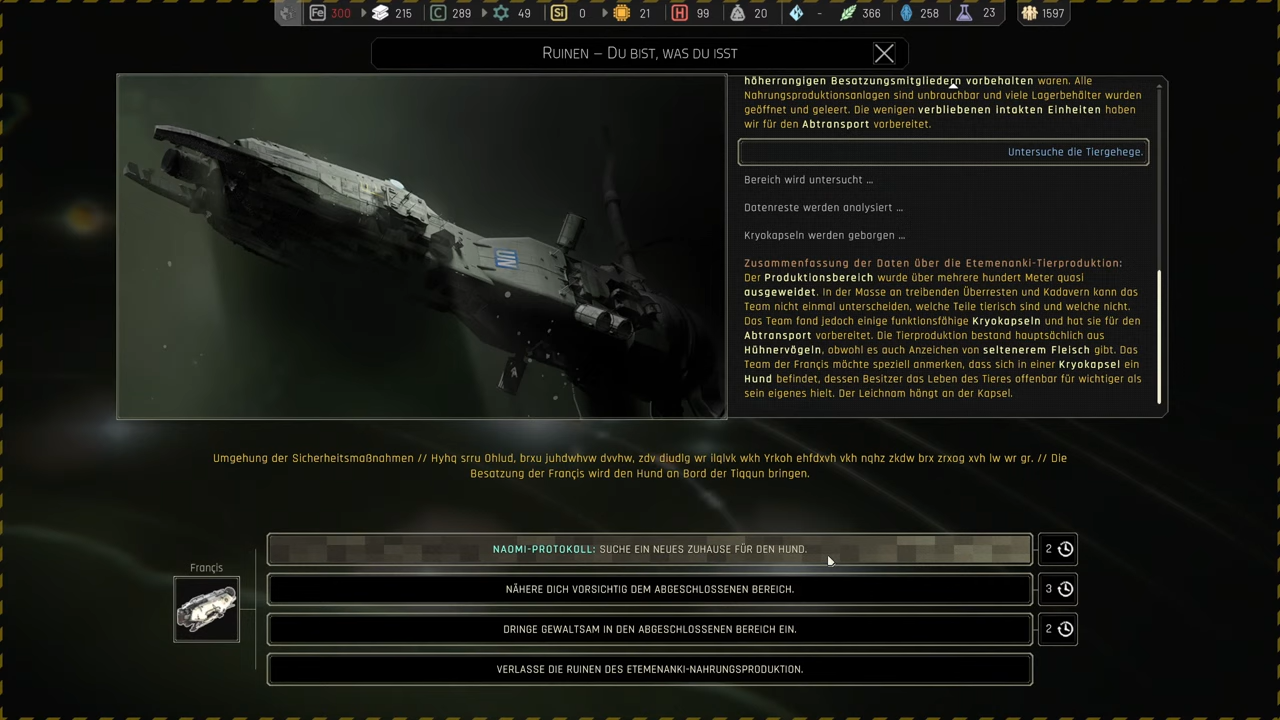 Fe 300 215 C 289 49 Si 0 21 H 99 20 - 366 258 23 1597
Ruinen – Du bist, was du isst
höherrangigen Besatzungsmitgliedern vorbehalten waren. Alle
Nahrungsproduktionsanlagen sind unbrauchbar und viele Lagerbehälter wurden
geöffnet und geleert. Die wenigen verbliebenen intakten Einheiten haben
wir für den Abtransport vorbereitet.
Untersuche die Tiergehege.
Bereich wird untersucht ...
Datenreste werden analysiert ...
Kryokapseln werden geborgen ...
Zusammenfassung der Daten über die Etemenanki-Tierproduktion:
Der Produktionsbereich wurde über mehrere hundert Meter quasi
ausgeweidet. In der Masse an treibenden Überresten und Kadavern kann das
Team nicht einmal unterscheiden, welche Teile tierisch sind und welche nicht.
Das Team fand jedoch einige funktionsfähige Kryokapseln und hat sie für den
Abtransport vorbereitet. Die Tierproduktion bestand hauptsächlich aus
Hühnervögeln, obwohl es auch Anzeichen von seltenerem Fleisch gibt. Das
Team der Françis möchte speziell anmerken, dass sich in einer Kryokapsel ein
Hund befindet, dessen Besitzer das Leben des Tieres offenbar für wichtiger als
sein eigenes hielt. Der Leichnam hängt an der Kapsel.
UN
Umgehung der Sicherheitsmaßnahmen // Hyhq srru Ohlud, brxu juhdwhvw dvvhw, zdv diudlg wr ilqlvk wkh Yrkoh ehfdxvh vkh nqhz zkdw brx zrxog xvh lw wr gr. // Die
Besatzung der Françis wird den Hund an Bord der Tiqqun bringen.
NAOMI-PROTOKOLL: SUCHE EIN NEUES ZUHAUSE FÜR DEN HUND. 2
Françis
NÄHERE DICH VORSICHTIG DEM ABGESCHLOSSENEN BEREICH. 3
DRINGE GEWALTSAM IN DEN ABGESCHLOSSENEN BEREICH EIN. 2
VERLASSE DIE RUINEN DES ETEMENANKI-NAHRUNGSPRODUKTION.